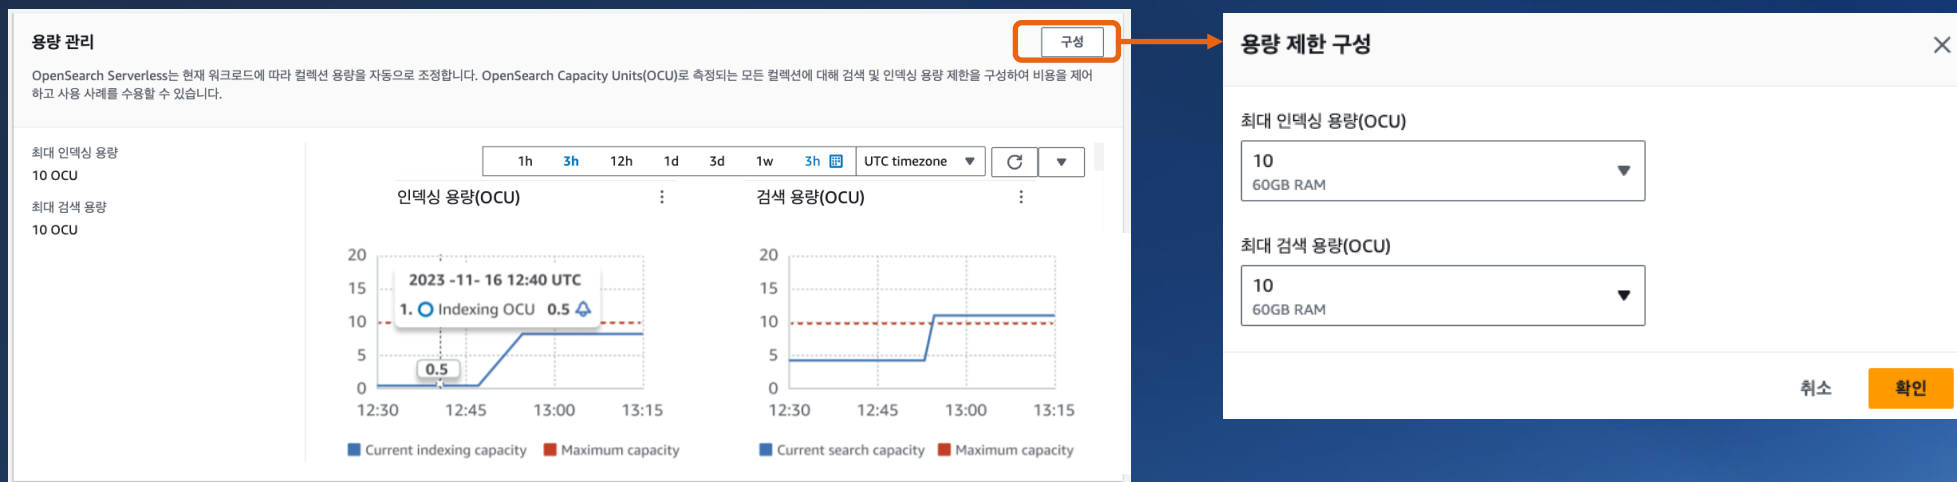 용량 관리
구성
OpenSearch Serverless는 현재 워크로드에 따라 컬렉션 용량을 자동으로 조정합니다. OpenSearch Capacity Units(OCU)로 측정되는 모든 컬렉션에 대해 검색 및 인덱싱 용량 제한을 구성하여 비용을 제어
하고 사용 사례를 수용할 수 있습니다.
최대 인덱싱 용량
10 OCU
최대 검색 용량
10 OCU
1h 3h 12h 1d 3d 1w 3h UTC timezone
인덱싱 용량(OCU)
20
15
10
5
0
2023 -11- 16 12:40 UTC
1. Indexing OCU 0.5
0.5
12:30 12:45 13:00 13:15
Current indexing capacity Maximum capacity
검색 용량(OCU)
20
15
10
5
0
12:30 12:45 13:00 13:15
Current search capacity Maximum capacity
용량 제한 구성
최대 인덱싱 용량(OCU)
10
60GB RAM
최대 검색 용량(OCU)
10
60GB RAM
취소 확인